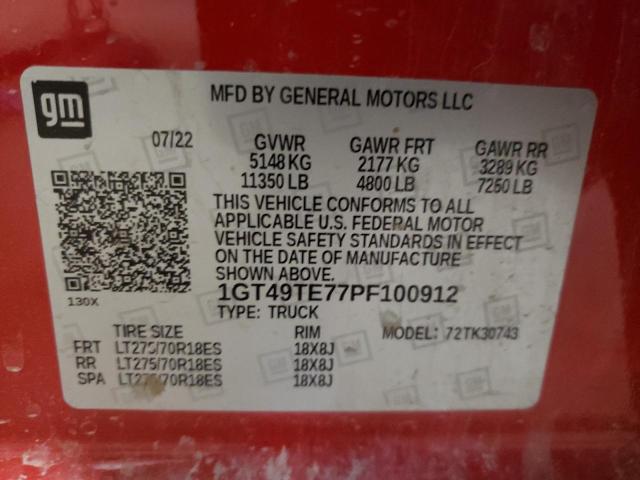 gm
MFD BY GENERAL MOTORS LLC
07/22 GVWR GAWR FRT GAWR RR
5148 KG 2177 KG 3289 KG
11350 LB 4800 LB 7250 LB
THIS VEHICLE CONFORMS TO ALL
APPLICABLE U.S. FEDERAL MOTOR
VEHICLE SAFETY STANDARDS IN EFFECT
ON THE DATE OF MANUFACTURE
SHOWN ABOVE.
130X
1GT49TE77PF100912
TYPE: TRUCK
TIRE SIZE RIM MODEL: 72TK30743
FRT LT275/70R18ES 18X8J
RR LT275/70R18ES 18X8J
SPA LT275/70R18ES 18X8J